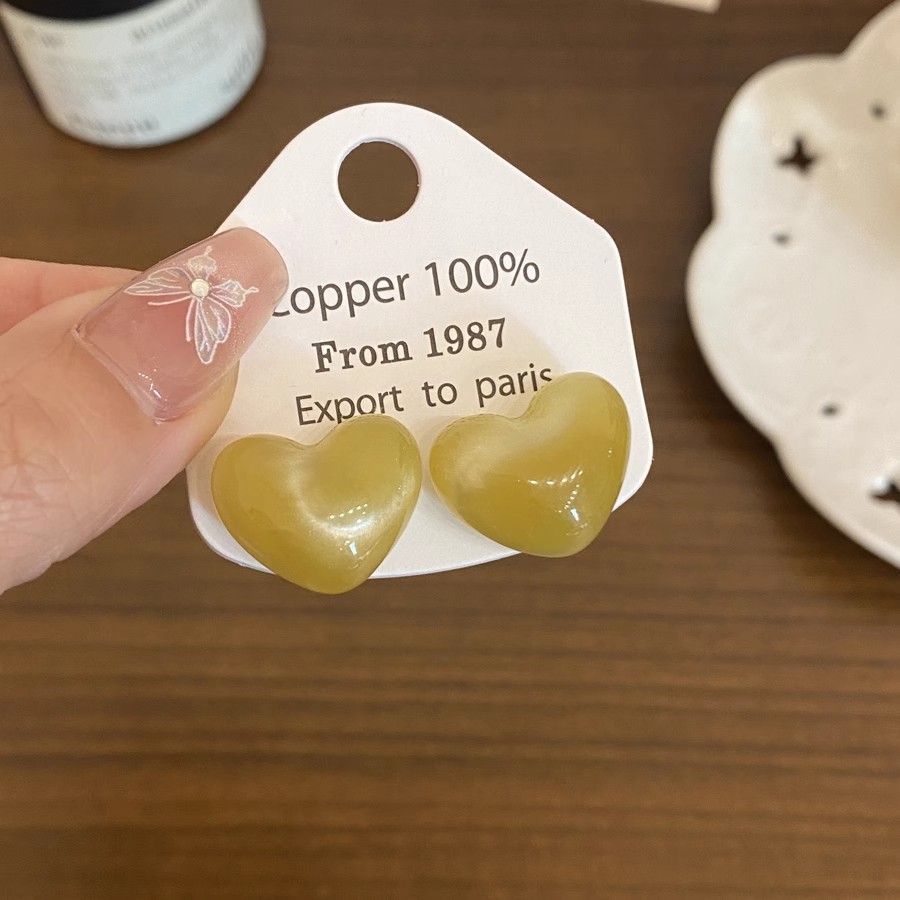 Copper 100%
From 1987
Export to paris